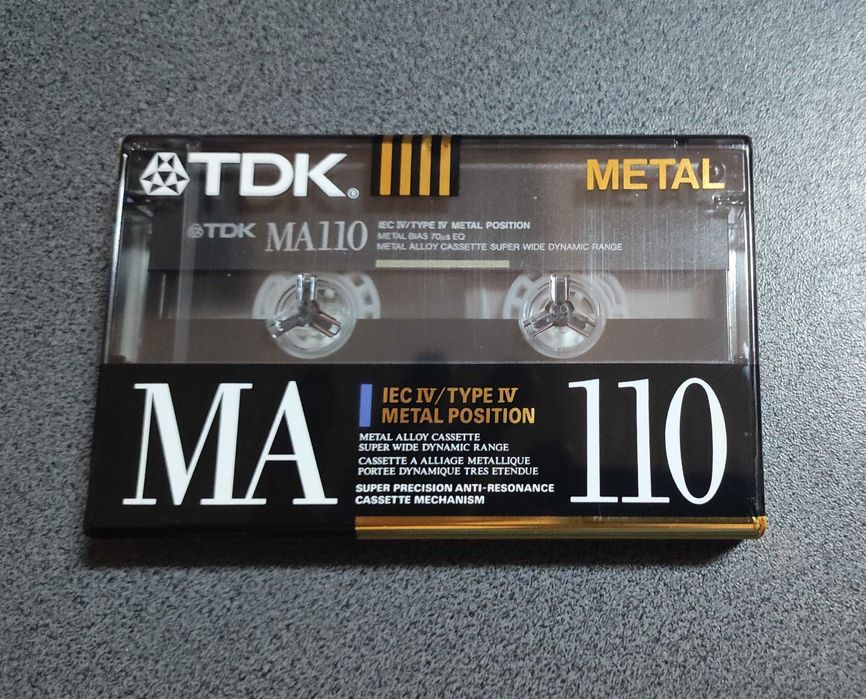 TDK® METAL
TDK MA110
IEC IV/TYPE IV METAL POSITION
METAL BIAS 70μs EQ
METAL ALLOY CASSETTE SUPER WIDE DYNAMIC RANGE
MA
IEC IV/TYPE IV
METAL POSITION
METAL ALLOY CASSETTE
SUPER WIDE DYNAMIC RANGE
CASSETTE A ALLIAGE METALLIQUE
PORTEE DYNAMIQUE TRES ETENDUE
SUPER PRECISION ANTI-RESONANCE
CASSETTE MECHANISM
110